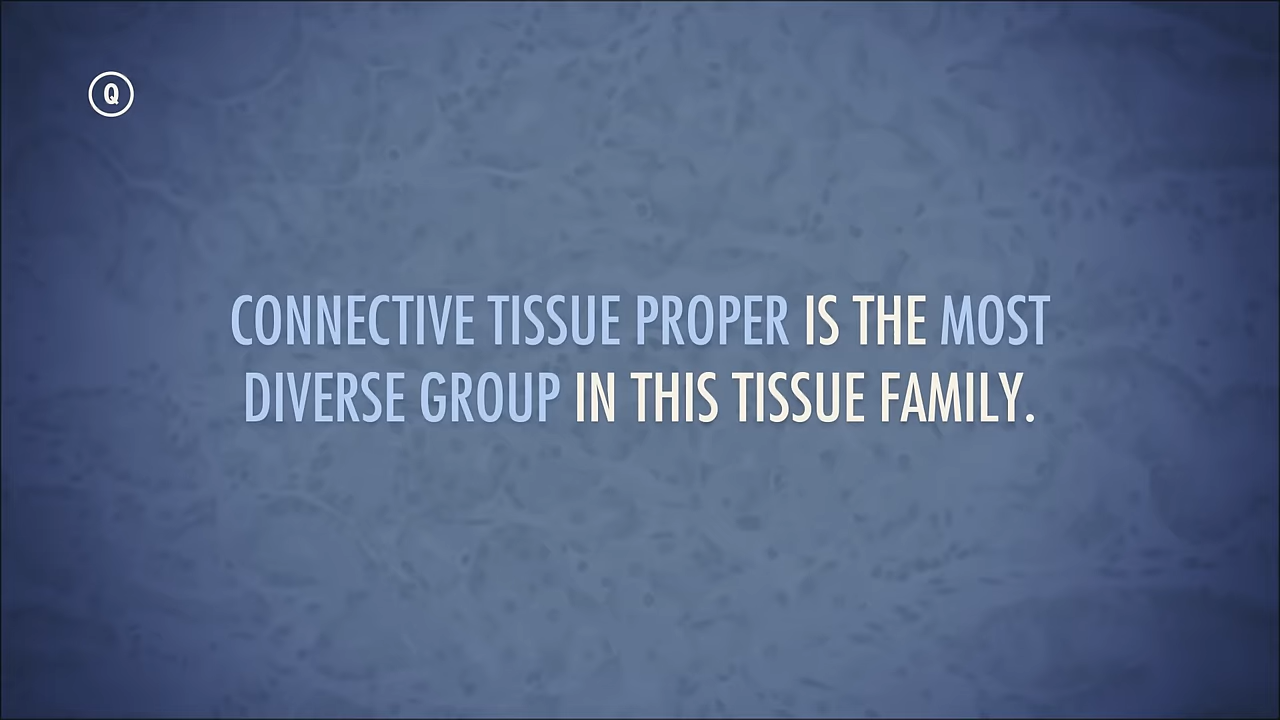 Q
CONNECTIVE TISSUE PROPER IS THE MOST
DIVERSE GROUP IN THIS TISSUE FAMILY.